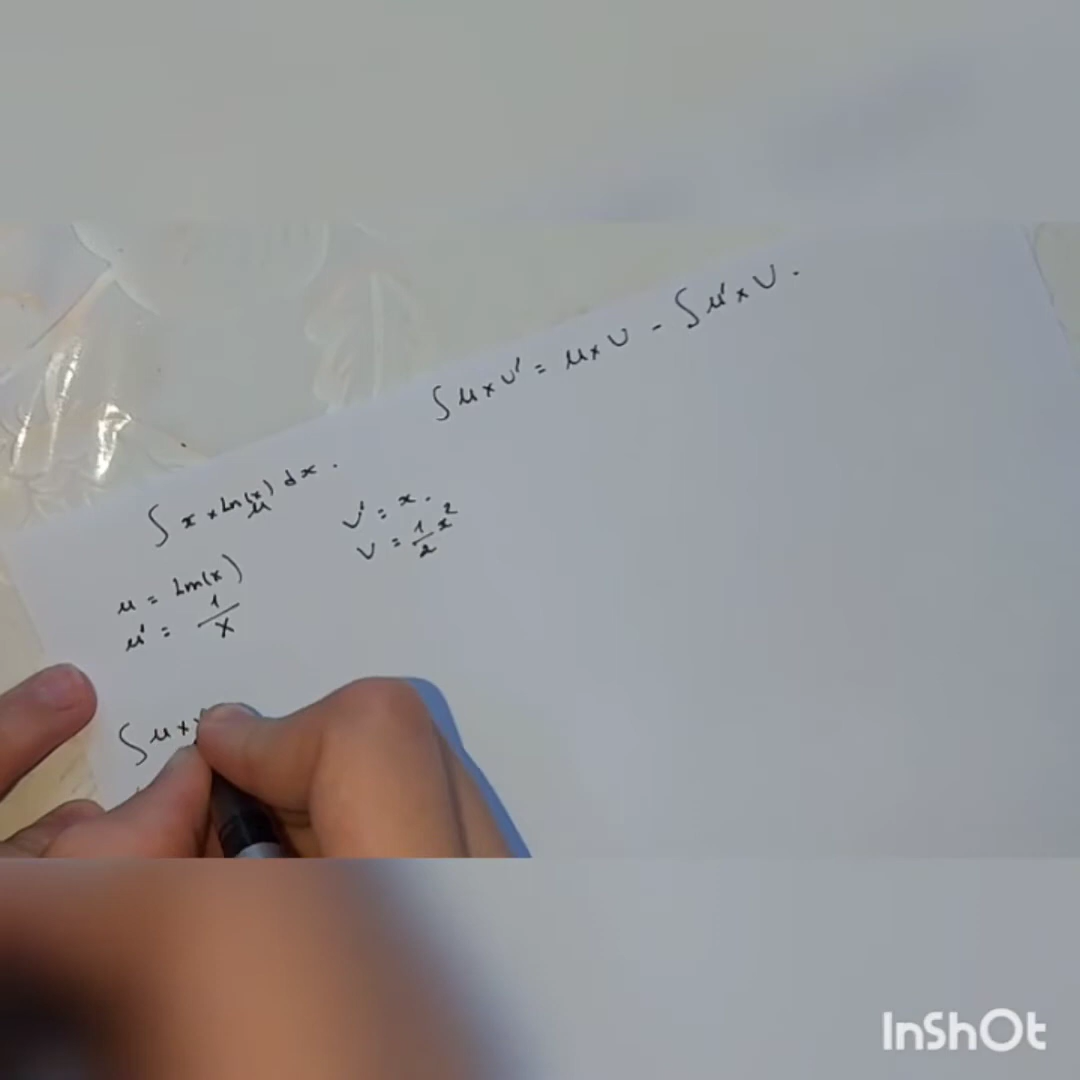 ∫ u × v' = u × v - ∫ u' × v .
∫ x × Ln(x) dx .
u
v' = x .
v = 1/2 x²
u = Ln(x)
u' = 1/x
∫ u ×
InShOt